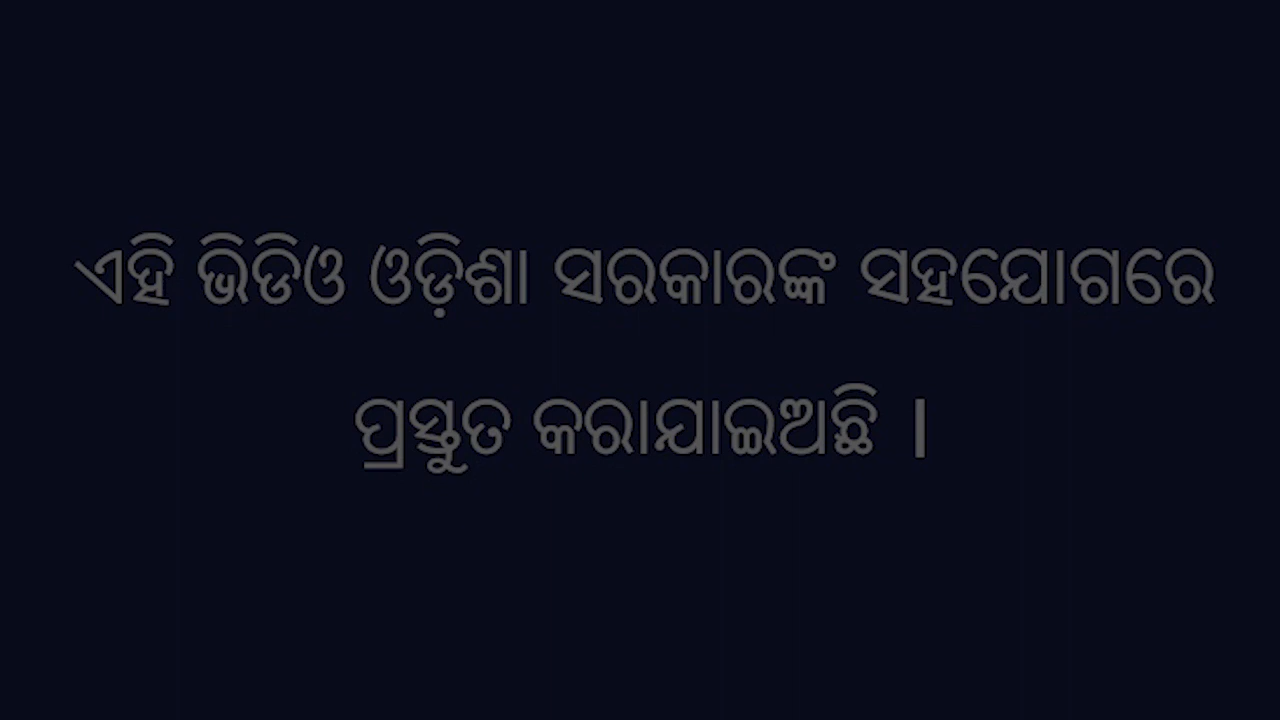 ଏହି ଭିଡିଓ ଓଡ଼ିଶା ସରକାରଙ୍କ ସହଯୋଗରେ
ପ୍ରସ୍ତୁତ କରାଯାଇଅଛି ।